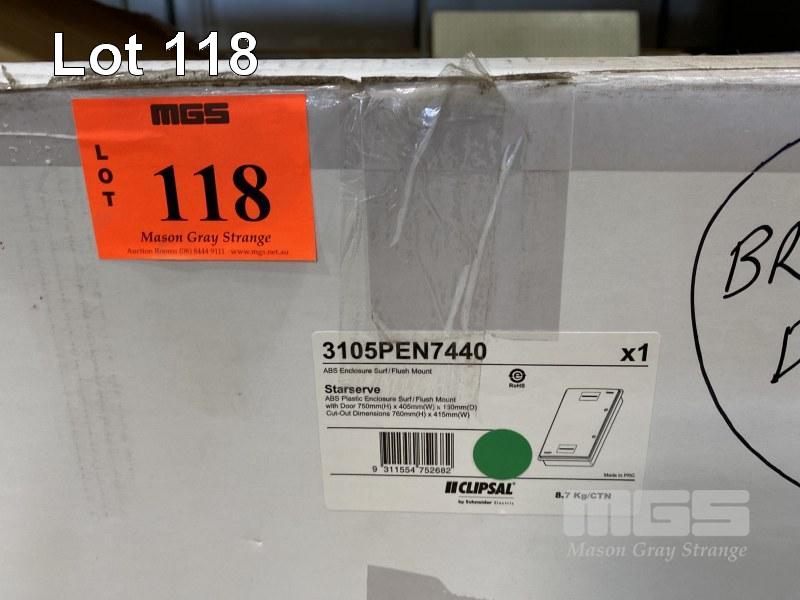 Lot 118
MGS
LOT
118
Mason Gray Strange
Auction Rooms (08) 8444 9111 www.mgs.net.au
BR
3105PEN7440 x1
ABS Enclosure Surf/Flush Mount
RoHS
Starserve
ABS Plastic Enclosure Surf/Flush Mount
with Door 750mm(H) x 405mm(W) x 130mm(D)
Cut-Out Dimensions 760mm(H) x 415mm(W)
9 311554 752682
Made in PRC
CLIPSAL
by Schneider Electric
8.7 Kg/CTN
MGS
Mason Gray Strange